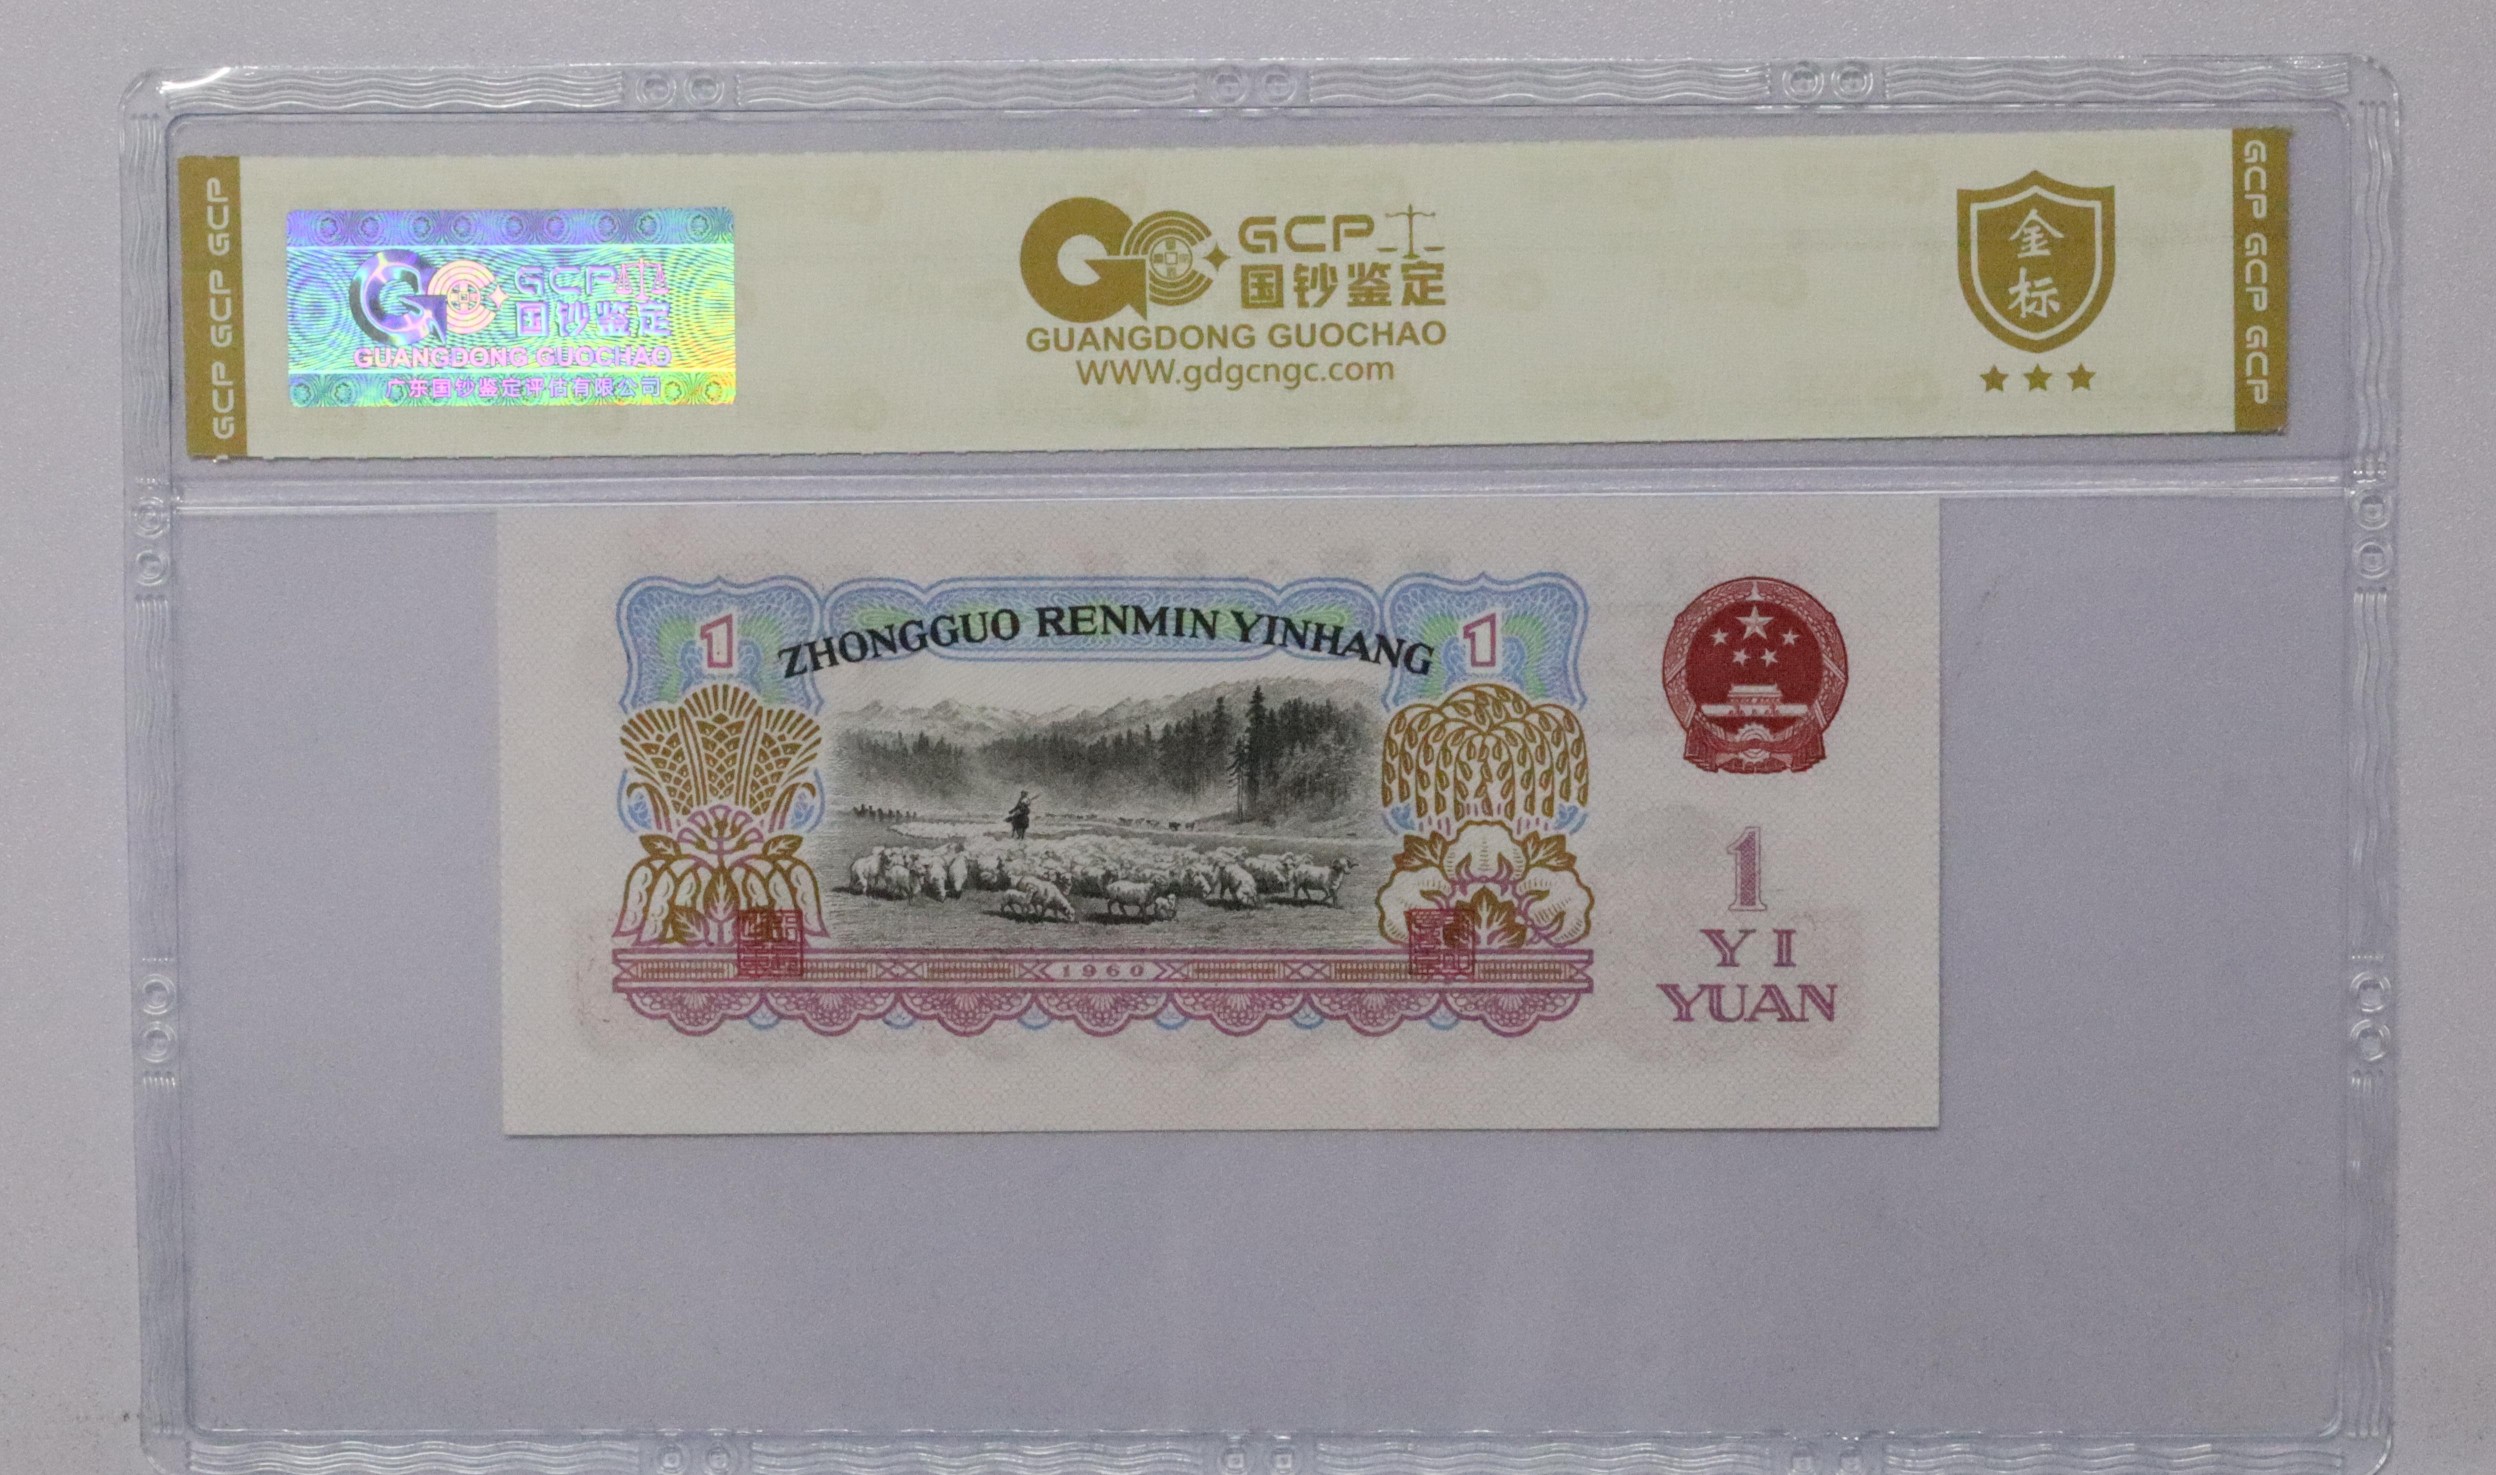 GCP GCP GCP
GCP
国钞鉴定
GUANGDONG GUOCHAO
广东国钞鉴定评估有限公司
GCP
国钞鉴定
GUANGDONG GUOCHAO
WWW.gdgcngc.com
金
标
GCP GCP GCP
1
ZHONGGUO RENMIN YINHANG
1
1
YI
YUAN
1960